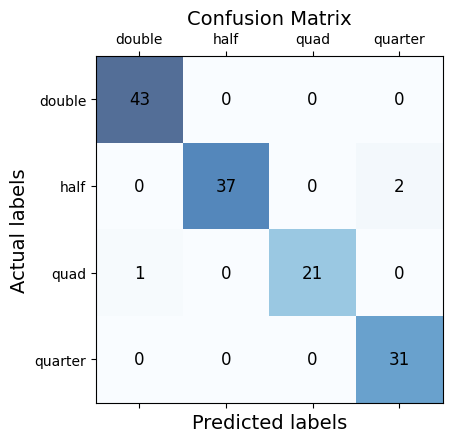 Confusion Matrix
double half quad quarter
double 43 0 0 0
half 0 37 0 2
quad 1 0 21 0
quarter 0 0 0 31
Actual labels
Predicted labels